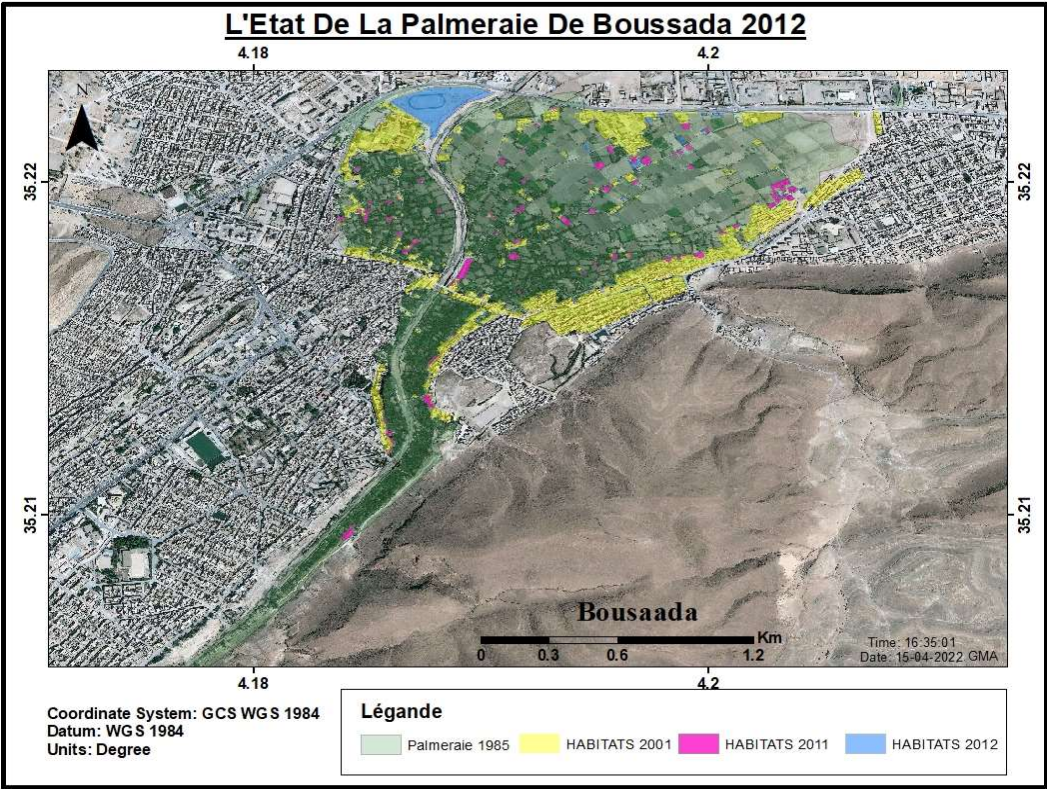 L'Etat De La Palmeraie De Boussada 2012
4.18 4.2
N
35.22 35.22
35.21 35.21
Bousaada
Km
0 0.3 0.6 1.2
Time: 16:35:01
Date: 15-04-2022 GMA
4.18 4.2
Coordinate System: GCS WGS 1984
Datum: WGS 1984
Units: Degree
Légande
Palmeraie 1985 HABITATS 2001 HABITATS 2011 HABITATS 2012